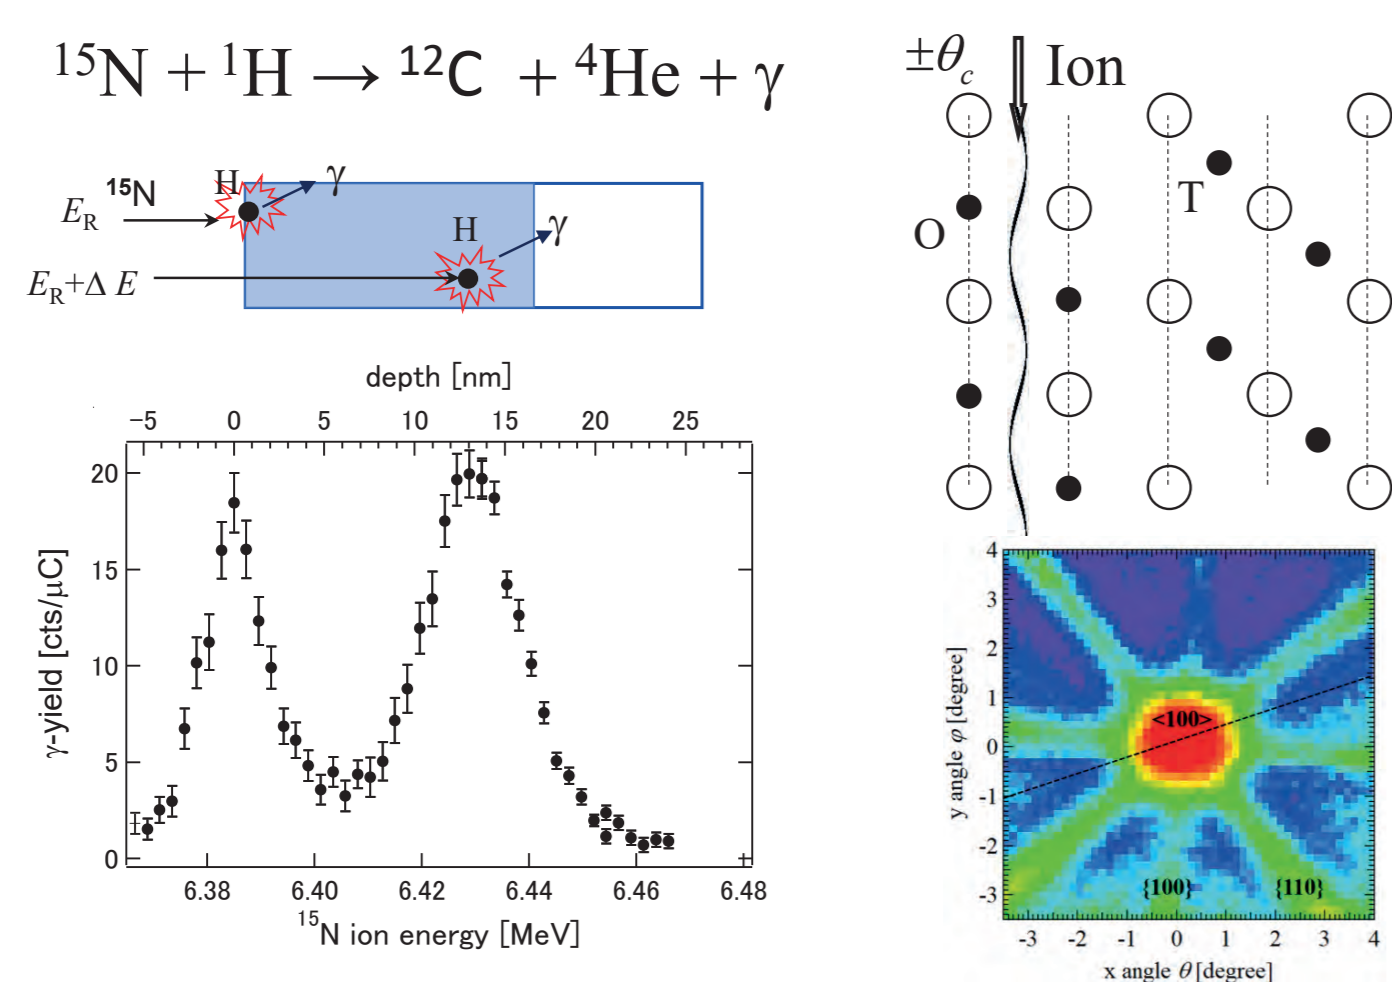 ¹⁵N + ¹H → ¹²C + ⁴He + γ
H
γ
¹⁵N
E_R
H
γ
E_R+Δ E
depth [nm]
−5 0 5 10 15 20 25
20
15
10
5
0
γ-yield [cts/μC]
6.38 6.40 6.42 6.44 6.46 6.48
¹⁵N ion energy [MeV]
±θ_c Ion
T
O
4
3
2
1
0
-1
-2
-3
y angle φ [degree]
<100>
{100} {110}
-3 -2 -1 0 1 2 3 4
x angle θ [degree]